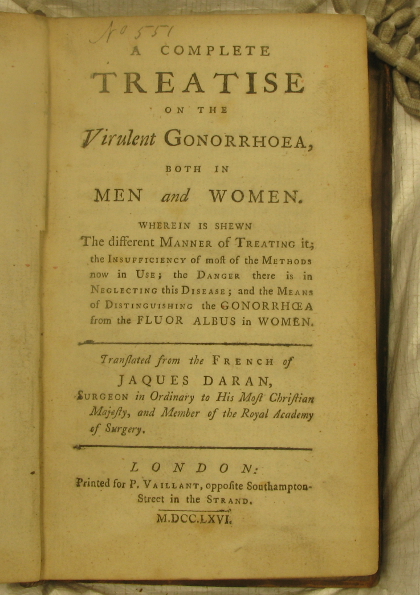 No 551
A COMPLETE
TREATISE
ON THE
Virulent GONORRHOEA,
BOTH IN
MEN and WOMEN.
WHEREIN IS SHEWN
The different MANNER of TREATING it;
the INSUFFICIENCY of moſt of the METHODS
now in USE; the DANGER there is in
NEGLECTING this DISEASE; and the MEANS
of DISTINGUISHING the GONORRHŒA
from the FLUOR ALBUS in WOMEN.
Tranſlated from the FRENCH of
JAQUES DARAN,
SURGEON in Ordinary to His Moſt Chriſtian
Majeſty, and Member of the Royal Academy
of Surgery.
LONDON:
Printed for P. VAILLANT, oppoſite Southampton-
Street in the STRAND.
M.DCC.LXVI.